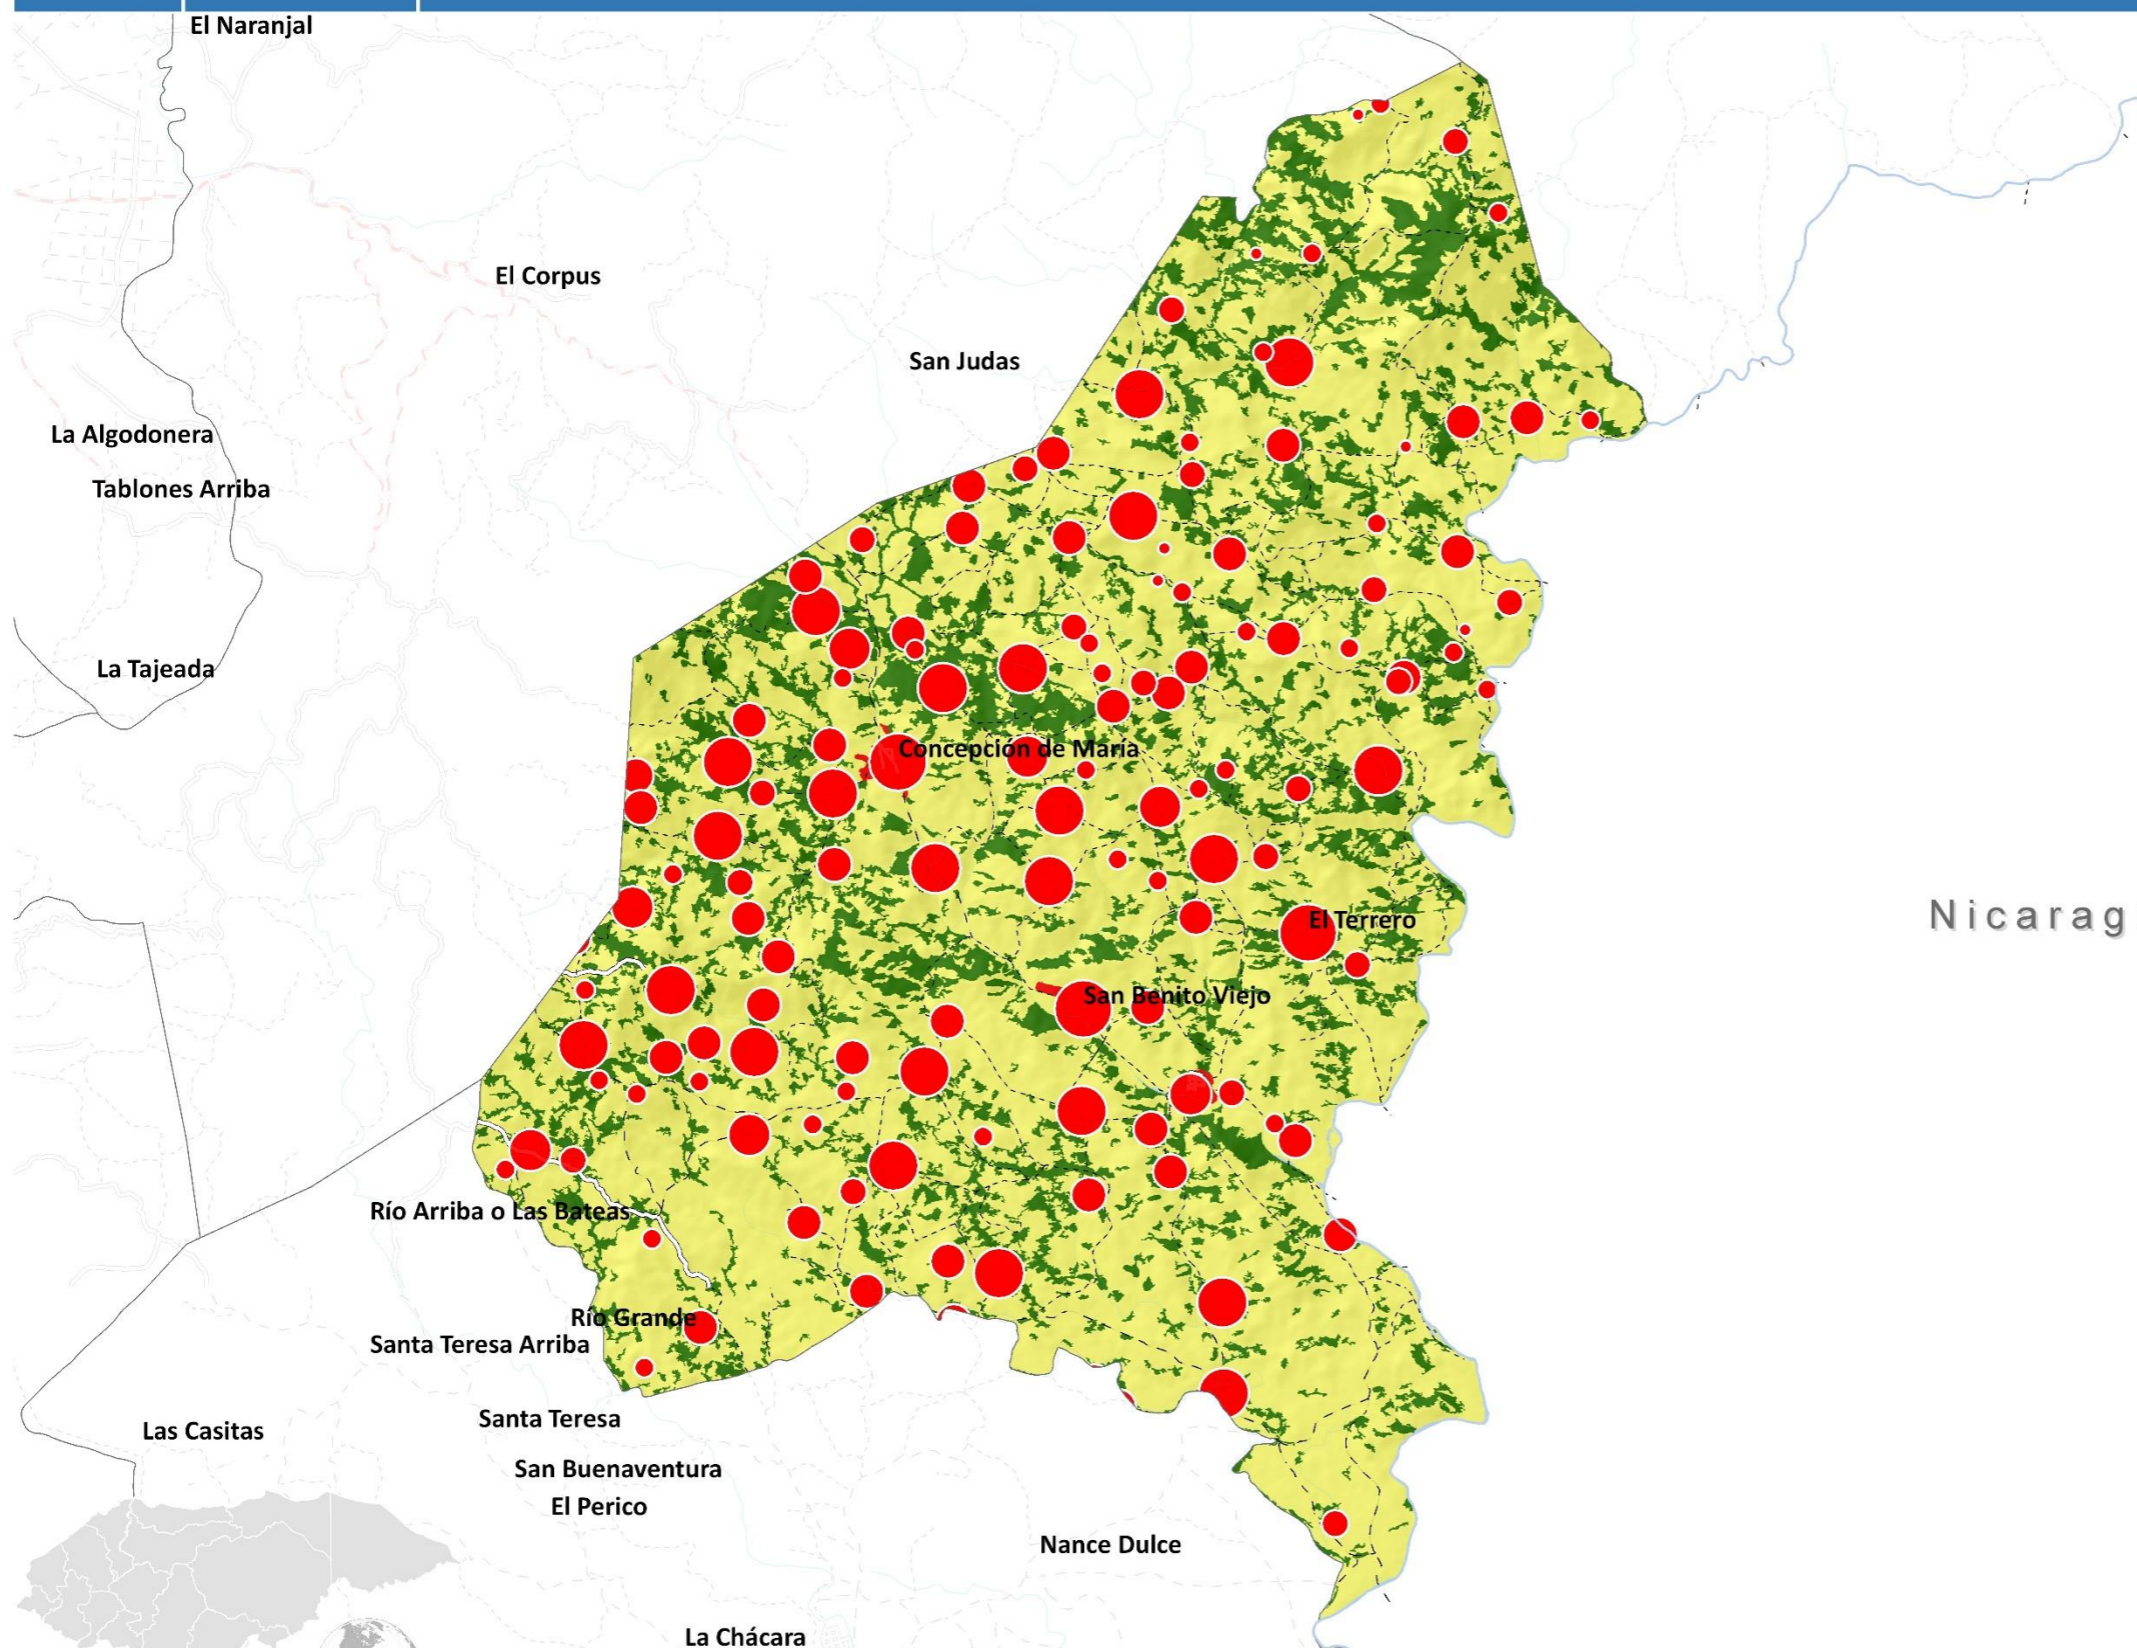 El Naranjal
El Corpus
San Judas
La Algodonera
Tablones Arriba
La Tajeada
Concepción de María
El Terrero
Nicarag
San Benito Viejo
Río Arriba o Las Bateas
Río Grande
Santa Teresa Arriba
Santa Teresa
Las Casitas
San Buenaventura
El Perico
Nance Dulce
La Chácara